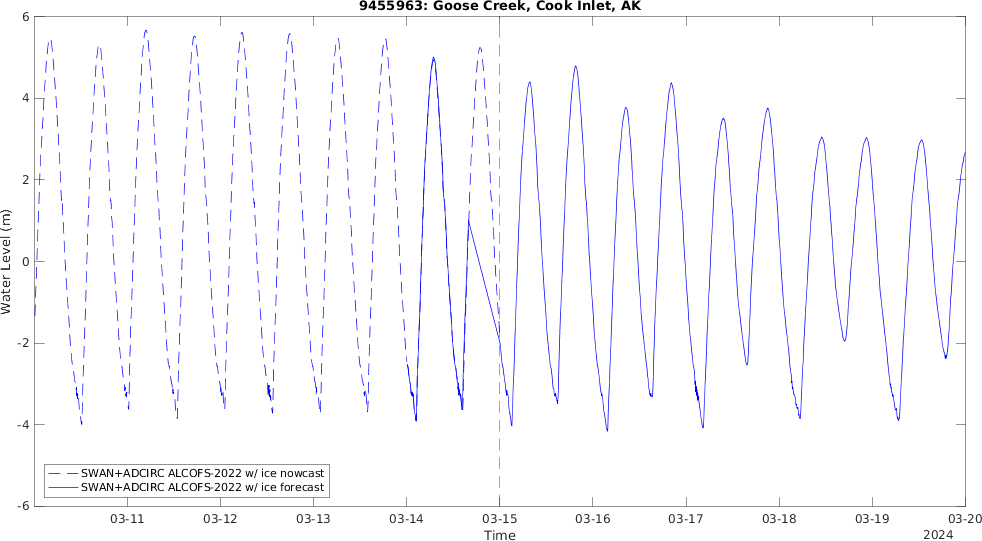 9455963: Goose Creek, Cook Inlet, AK
6
4
2
0
-2
-4
-6
Water Level (m)
SWAN+ADCIRC ALCOFS-2022 w/ ice nowcast
SWAN+ADCIRC ALCOFS-2022 w/ ice forecast
03-11 03-12 03-13 03-14 03-15 03-16 03-17 03-18 03-19 03-20
Time
2024